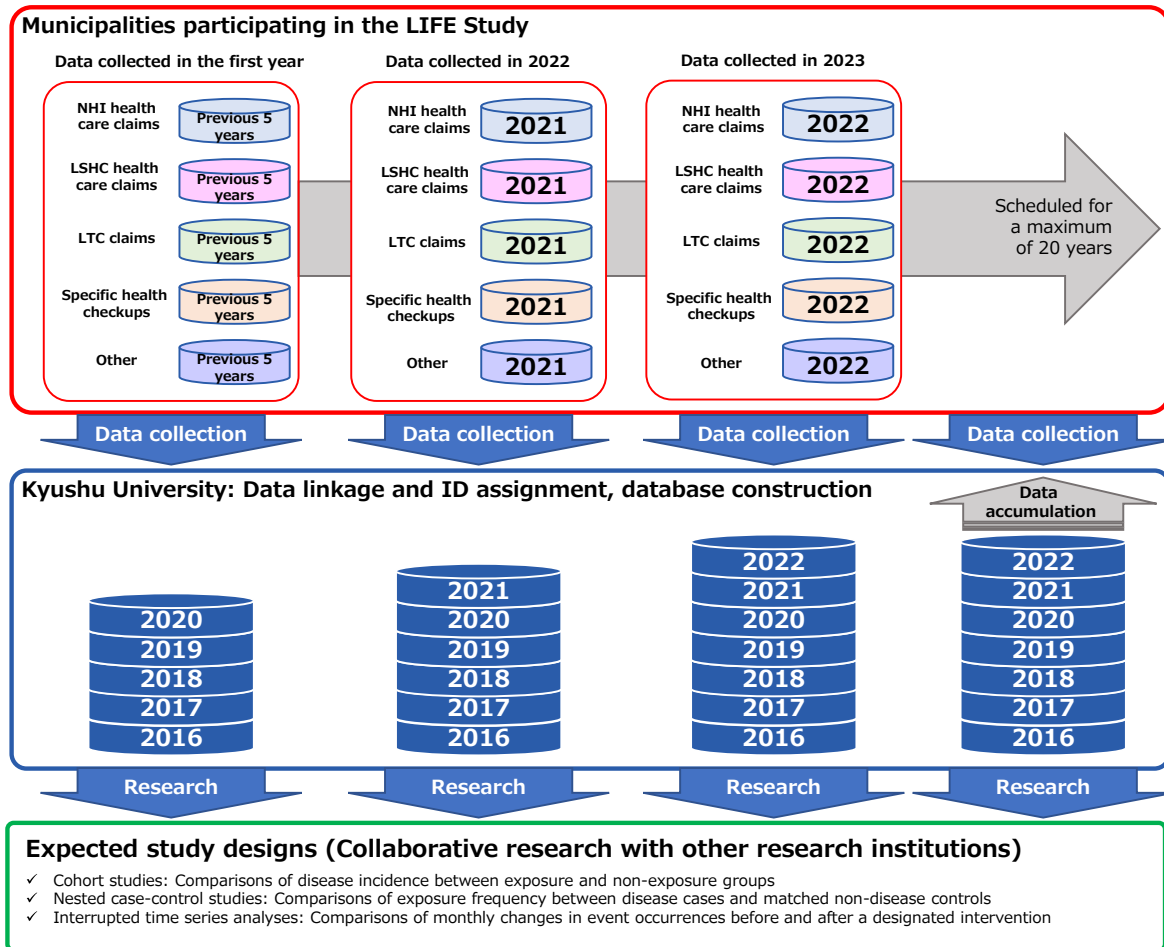 Municipalities participating in the LIFE Study
Data collected in the first year
NHI health
care claims
Previous 5
years
LSHC health
care claims
Previous 5
years
LTC claims
Previous 5
years
Specific health
checkups
Previous 5
years
Other
Previous 5
years
Data collected in 2022
NHI health
care claims
2021
LSHC health
care claims
2021
LTC claims
2021
Specific health
checkups
2021
Other
2021
Data collected in 2023
NHI health
care claims
2022
LSHC health
care claims
2022
LTC claims
2022
Specific health
checkups
2022
Other
2022
Scheduled for
a maximum
of 20 years
Data collection
Data collection
Data collection
Data collection
Kyushu University: Data linkage and ID assignment, database construction
Data
accumulation
2020
2019
2018
2017
2016
2021
2020
2019
2018
2017
2016
2022
2021
2020
2019
2018
2017
2016
2022
2021
2020
2019
2018
2017
2016
Research
Research
Research
Research
Expected study designs (Collaborative research with other research institutions)
✓ Cohort studies: Comparisons of disease incidence between exposure and non-exposure groups
✓ Nested case-control studies: Comparisons of exposure frequency between disease cases and matched non-disease controls
✓ Interrupted time series analyses: Comparisons of monthly changes in event occurrences before and after a designated intervention